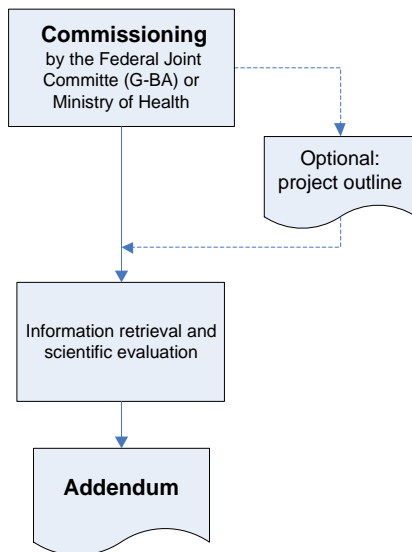 Commissioning
by the Federal Joint
Committe (G-BA) or
Ministry of Health
Optional:
project outline
Information retrieval and
scientific evaluation
Addendum